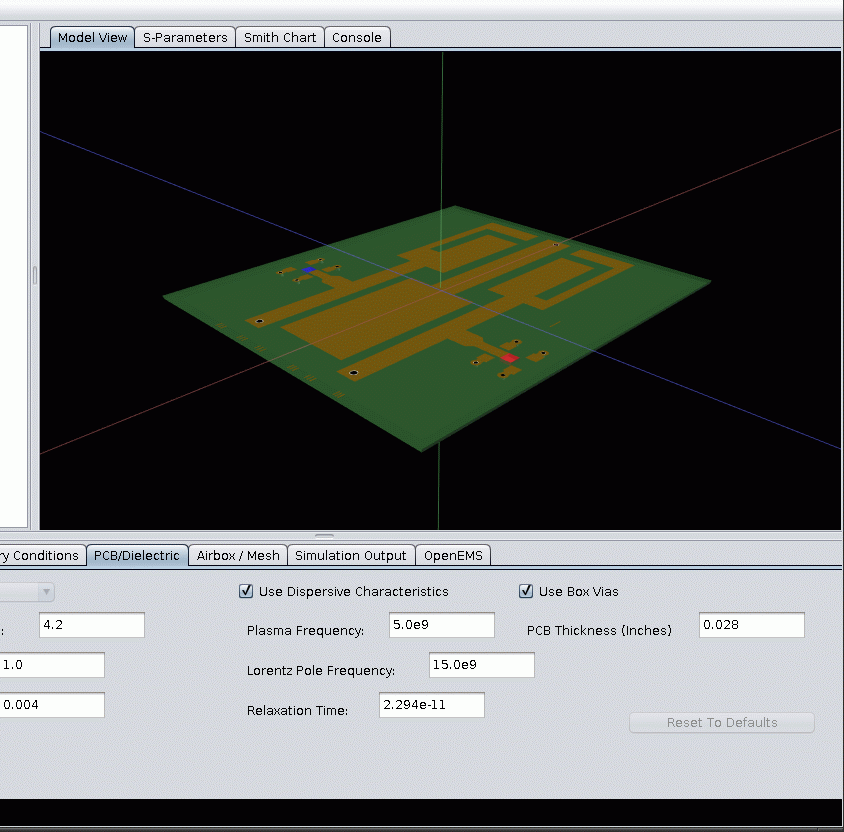 Model View S-Parameters Smith Chart Console
ry Conditions PCB/Dielectric Airbox / Mesh Simulation Output OpenEMS
Use Dispersive Characteristics Use Box Vias
: 4.2 Plasma Frequency: 5.0e9 PCB Thickness (Inches) 0.028
1.0 Lorentz Pole Frequency: 15.0e9
0.004 Relaxation Time: 2.294e-11
Reset To Defaults